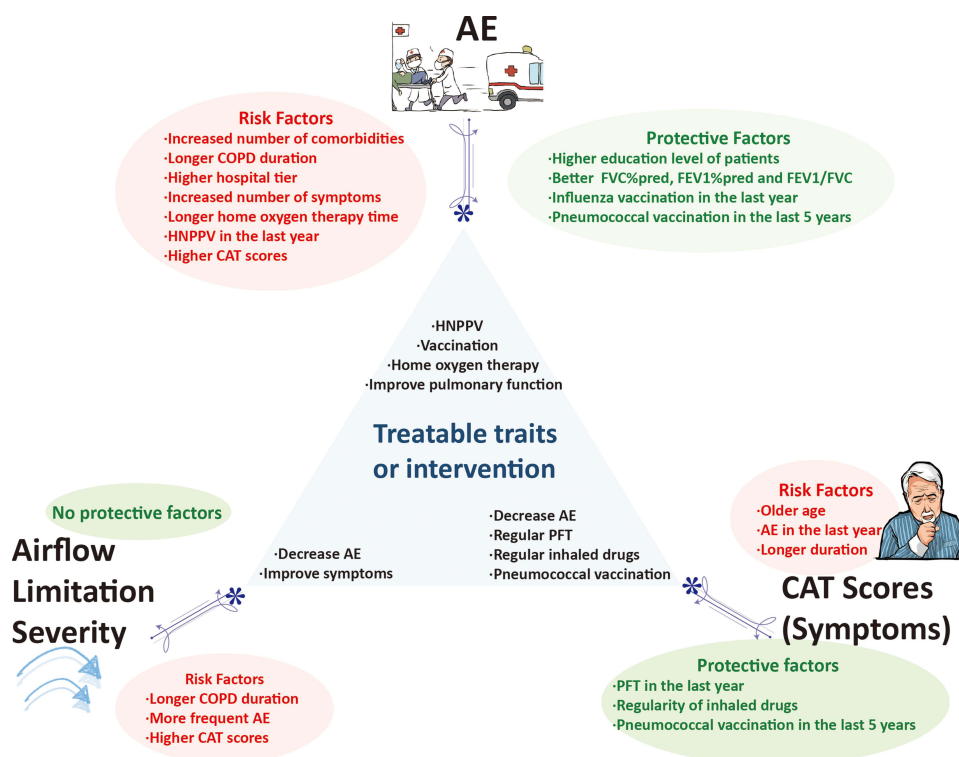 AE
Risk Factors
·Increased number of comorbidities
·Longer COPD duration
·Higher hospital tier
·Increased number of symptoms
·Longer home oxygen therapy time
·HNPPV in the last year
·Higher CAT scores
Protective Factors
·Higher education level of patients
·Better FVC%pred, FEV1%pred and FEV1/FVC
·Influenza vaccination in the last year
·Pneumococcal vaccination in the last 5 years
*
·HNPPV
·Vaccination
·Home oxygen therapy
·Improve pulmonary function
Treatable traits
or intervention
·Decrease AE
·Improve symptoms
·Decrease AE
·Regular PFT
·Regular inhaled drugs
·Pneumococcal vaccination
No protective factors
Airflow
Limitation
Severity
*
Risk Factors
·Longer COPD duration
·More frequent AE
·Higher CAT scores
Risk Factors
·Older age
·AE in the last year
·Longer duration
*
CAT Scores
(Symptoms)
Protective factors
·PFT in the last year
·Regularity of inhaled drugs
·Pneumococcal vaccination in the last 5 years